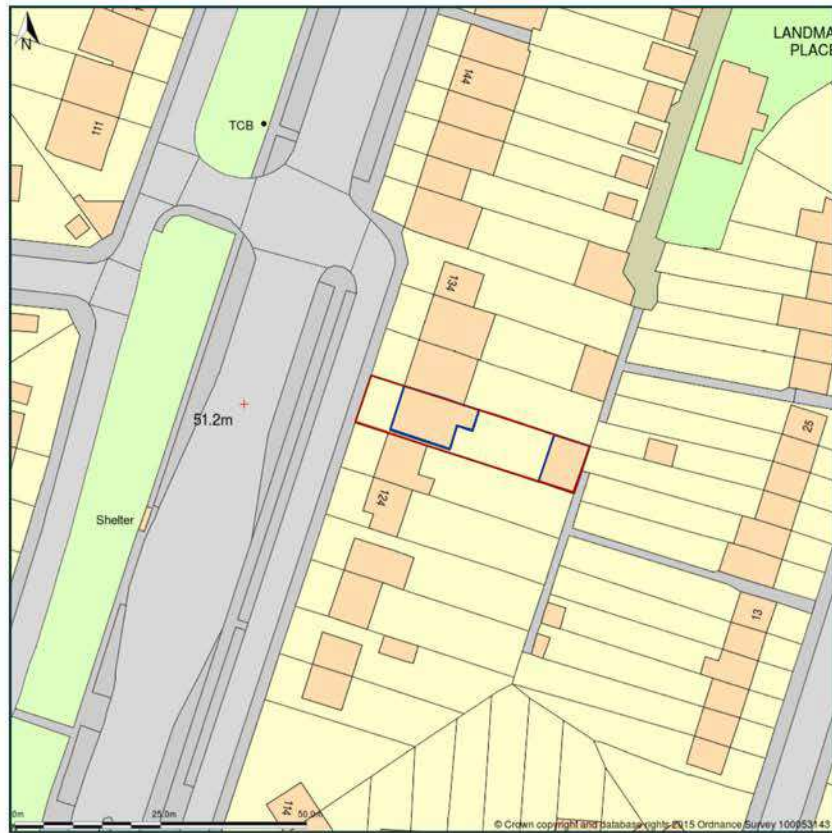 N
LANDMA
PLACE
144
TCB
111
134
51.2m
25
124
Shelter
13
114
0m
25.0m
50.0m
© Crown copyright and database rights 2015 Ordnance Survey 100053143